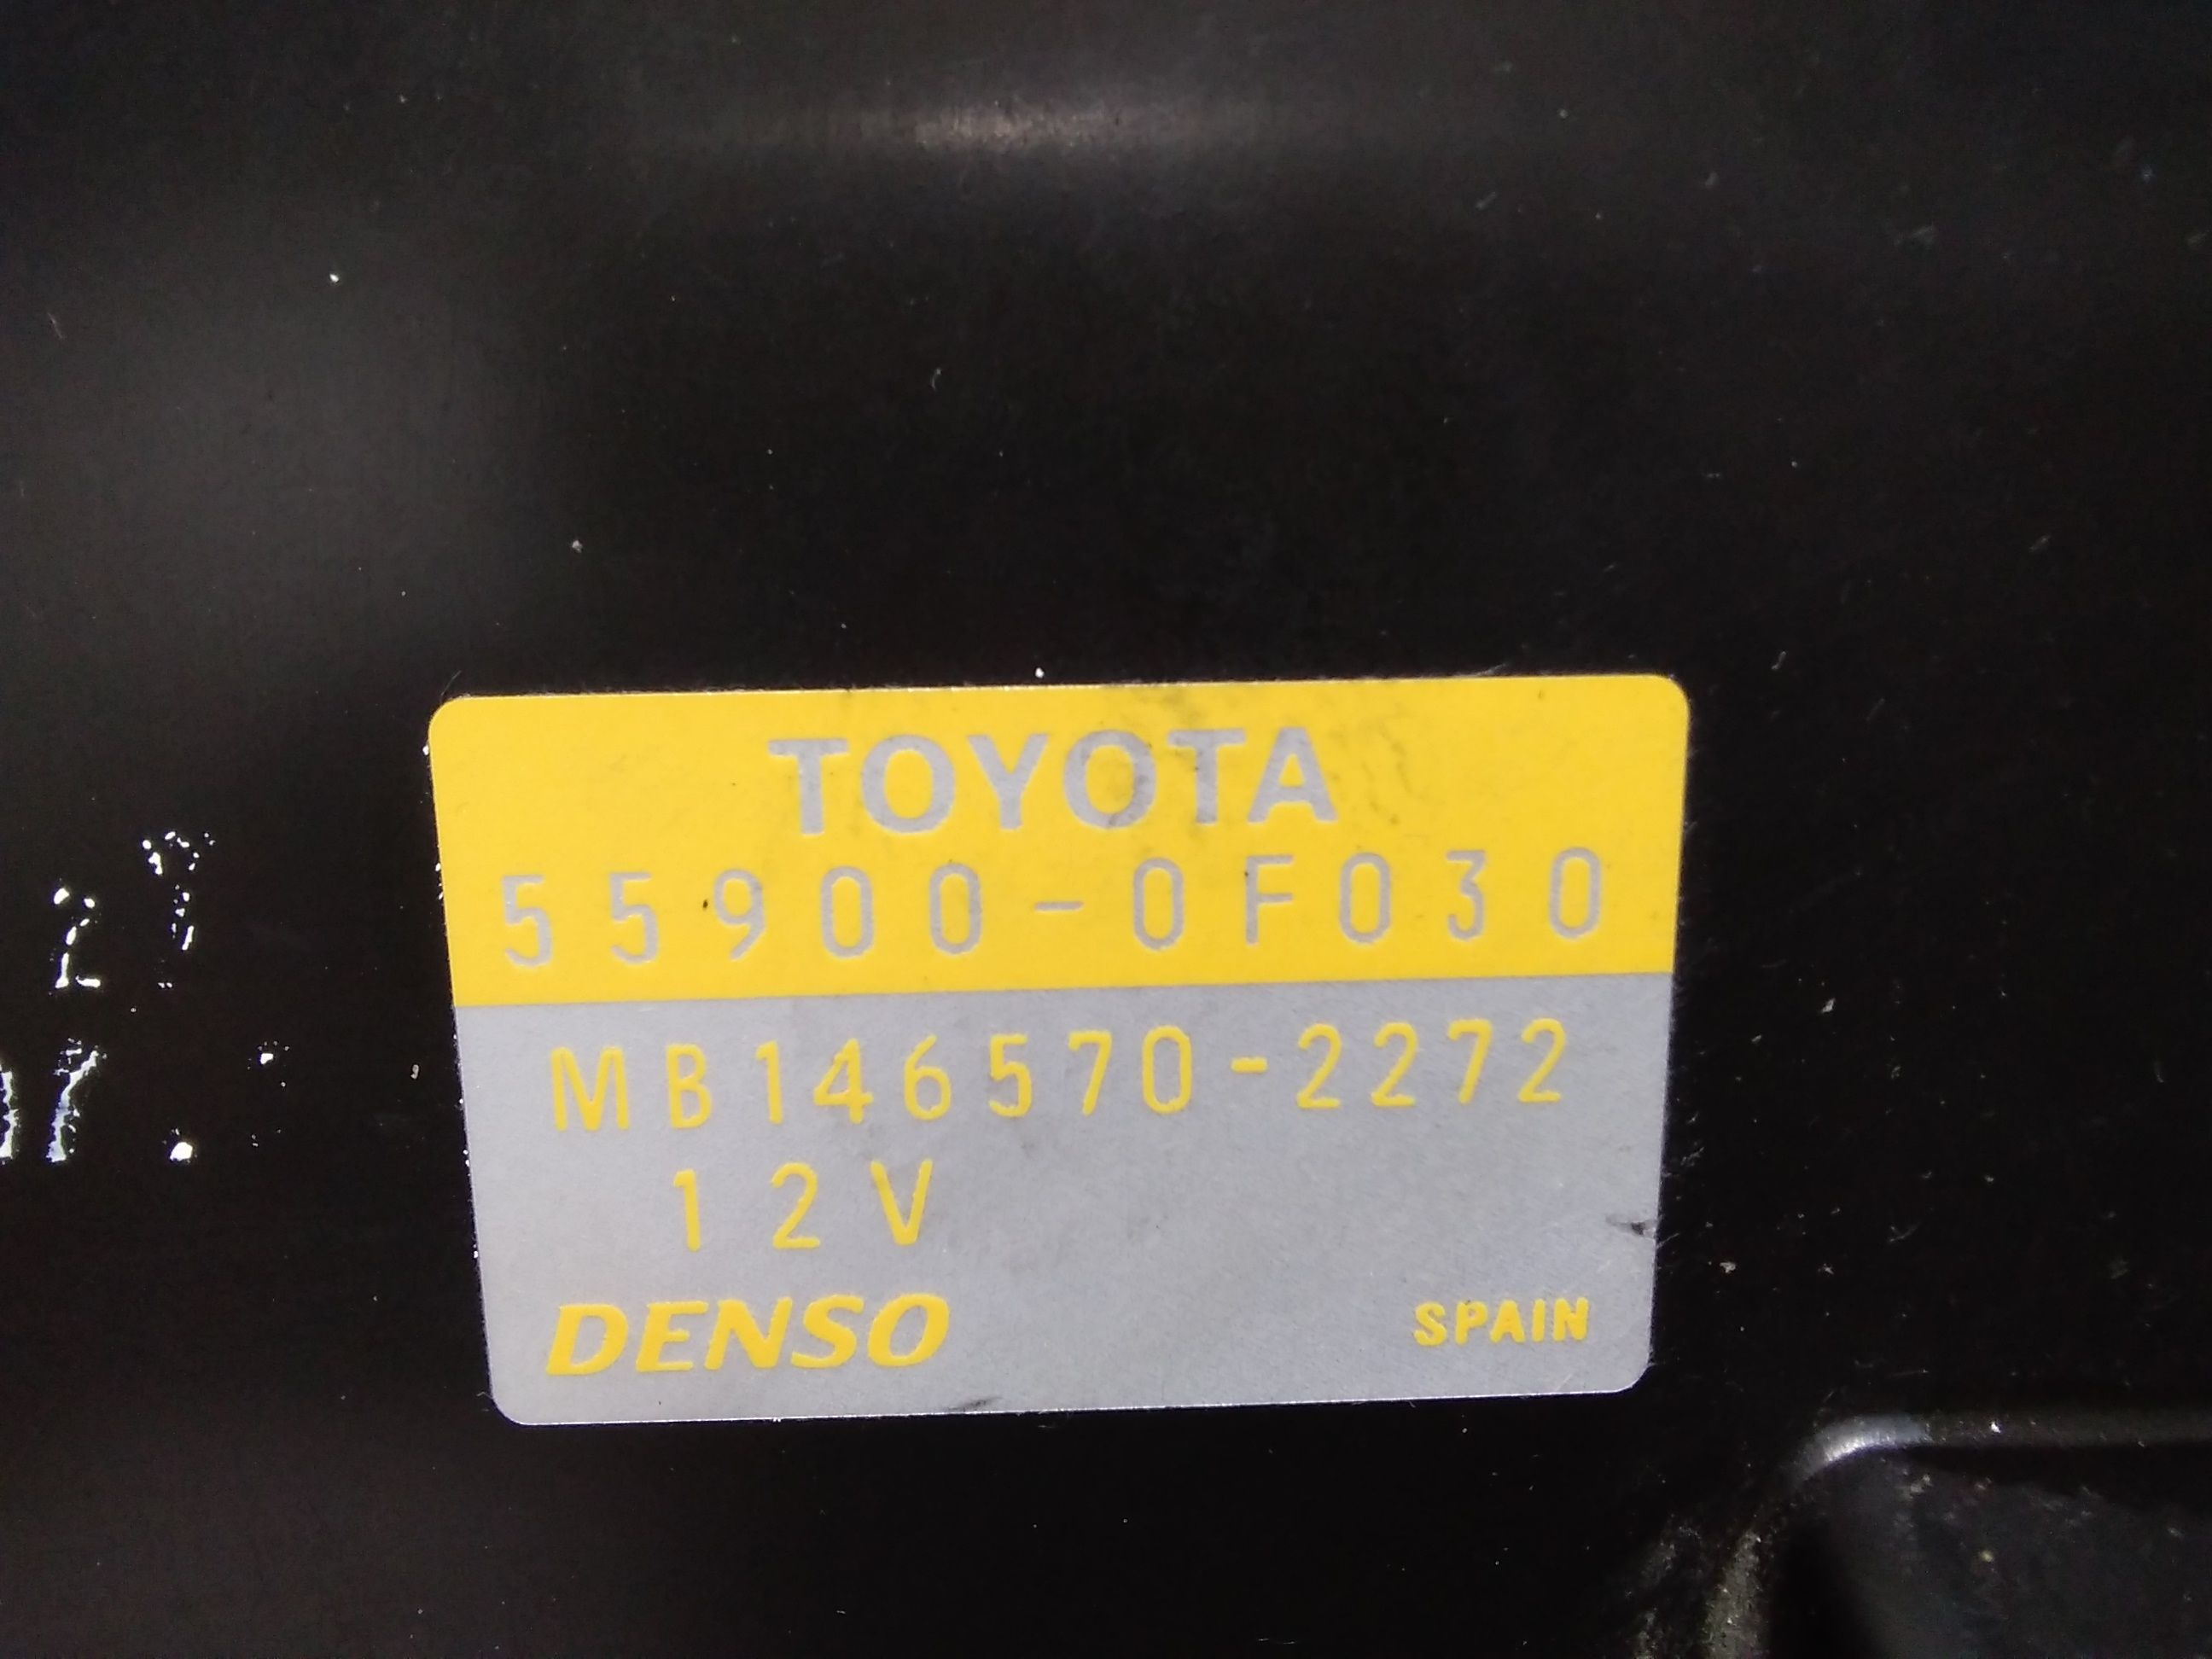 TOYOTA
55900-0F030
MB146570-2272
12V
DENSO
SPAIN